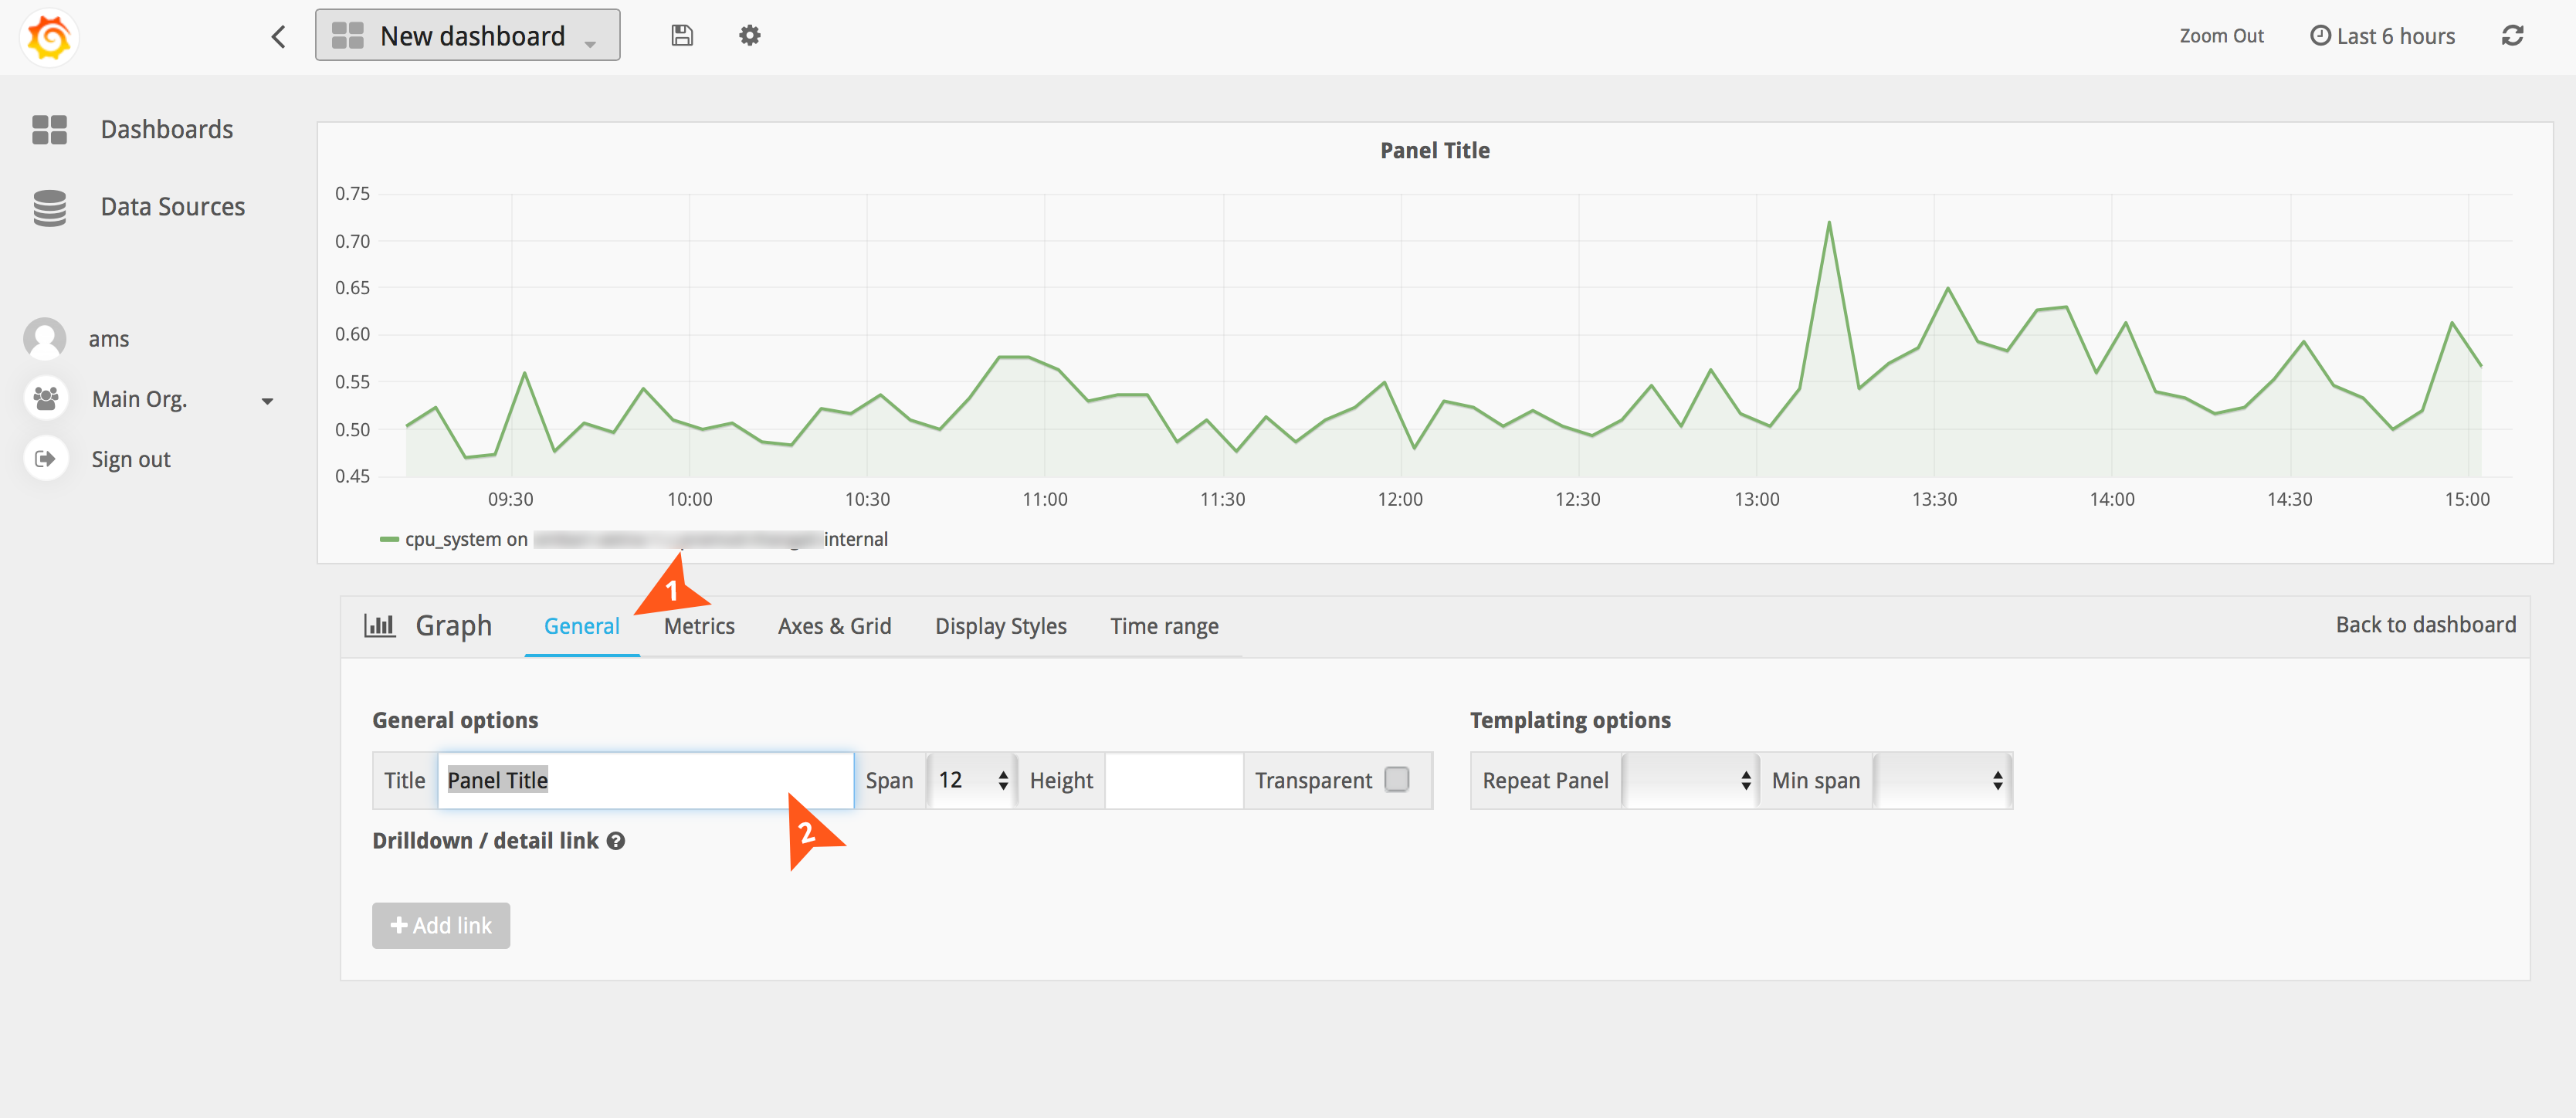 New dashboard
Zoom Out Last 6 hours
Dashboards
Data Sources
ams
Main Org.
Sign out
Panel Title
0.75
0.70
0.65
0.60
0.55
0.50
0.45
09:30 10:00 10:30 11:00 11:30 12:00 12:30 13:00 13:30 14:00 14:30 15:00
cpu_system on internal
1
Graph General Metrics Axes & Grid Display Styles Time range Back to dashboard
General options Templating options
Title Panel Title Span 12 Height Transparent Repeat Panel Min span
2
Drilldown / detail link ?
+ Add link